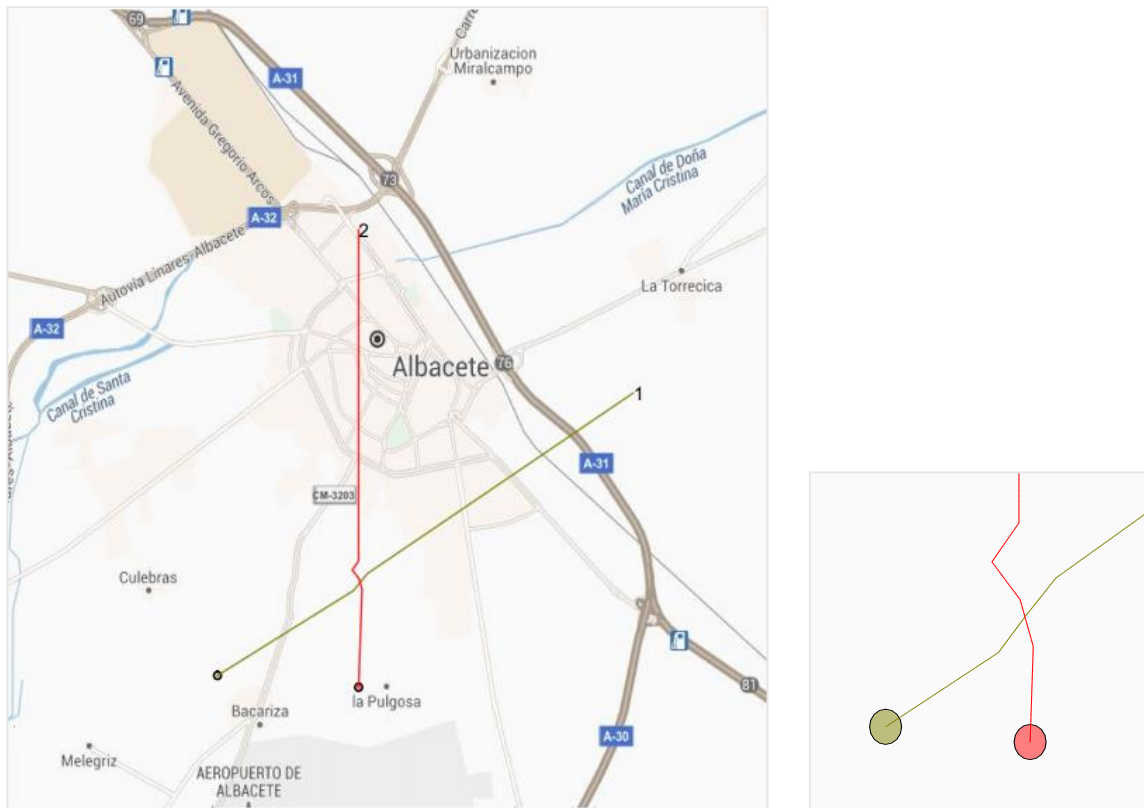 69
A-31
Carre
Urbanizacion
Miralcampo
Avenida Gregorio Arcos
73
Canal de Doña
María Cristina
A-32
2
Autovía Linares-Albacete
La Torrecica
A-32
Albacete
76
Canal de Santa
Cristina
1
A-31
CM-3203
Culebras
la Pulgosa
81
Bacariza
A-30
Melegriz
AEROPUERTO DE
ALBACETE